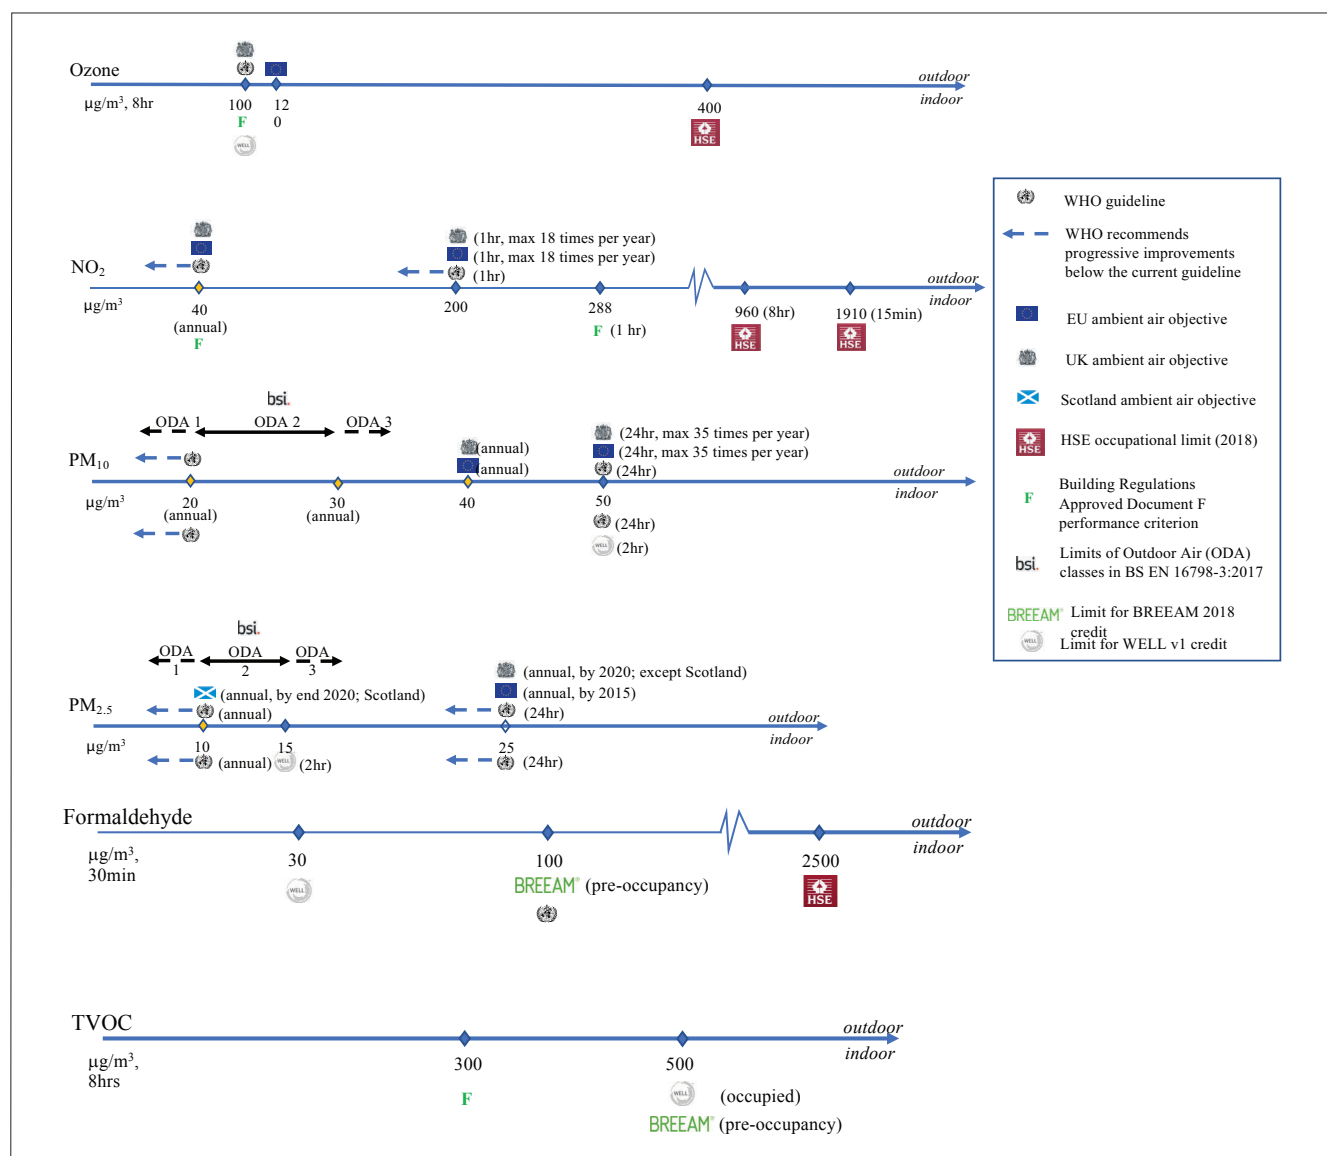 Ozone
outdoor
µg/m³, 8hr
100
12
0
400
indoor
F
WELL
HSE
(1hr, max 18 times per year)
(1hr, max 18 times per year)
(1hr)
NO₂
outdoor
µg/m³
40
(annual)
F
200
288
F (1 hr)
960 (8hr)
HSE
1910 (15min)
HSE
indoor
bsi.
ODA 1
ODA 2
ODA 3
(annual)
(annual)
(24hr, max 35 times per year)
(24hr, max 35 times per year)
(24hr)
PM₁₀
outdoor
µg/m³
20
(annual)
30
(annual)
40
50
indoor
(24hr)
WELL (2hr)
bsi.
ODA
1
ODA
2
ODA
3
(annual, by end 2020; Scotland)
(annual)
(annual, by 2020; except Scotland)
(annual, by 2015)
(24hr)
PM₂.₅
outdoor
µg/m³
10
15
25
indoor
(annual)
WELL (2hr)
(24hr)
Formaldehyde
outdoor
µg/m³,
30min
30
100
2500
indoor
WELL
BREEAM® (pre-occupancy)
HSE
TVOC
outdoor
µg/m³,
8hrs
300
500
indoor
F
WELL (occupied)
BREEAM® (pre-occupancy)
WHO guideline
WHO recommends
progressive improvements
below the current guideline
EU ambient air objective
UK ambient air objective
Scotland ambient air objective
HSE HSE occupational limit (2018)
F
Building Regulations
Approved Document F
performance criterion
bsi.
Limits of Outdoor Air (ODA)
classes in BS EN 16798-3:2017
BREEAM® Limit for BREEAM 2018
credit
WELL Limit for WELL v1 credit